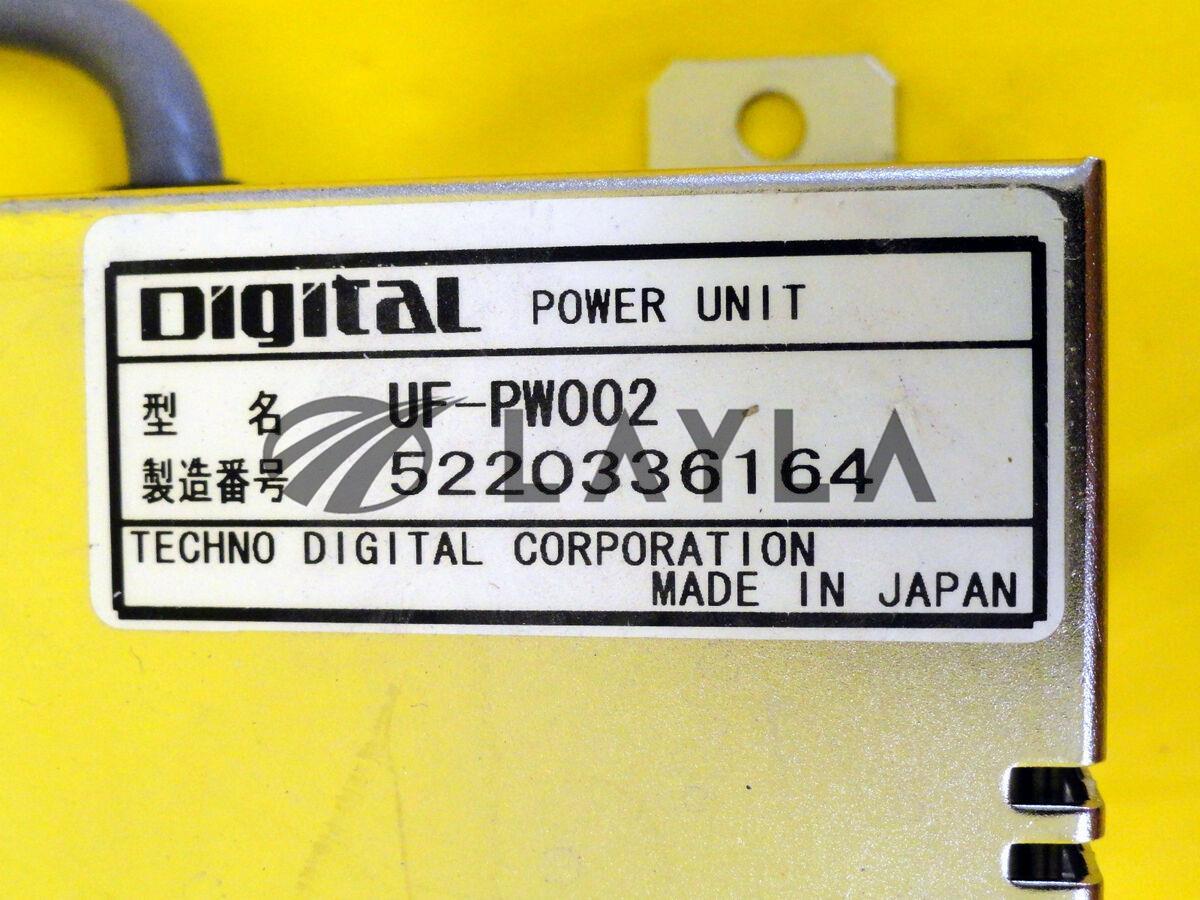 Digital POWER UNIT
型 名 UF-PW002
製造番号 5220336164
LAYLA
TECHNO DIGITAL CORPORATION
MADE IN JAPAN